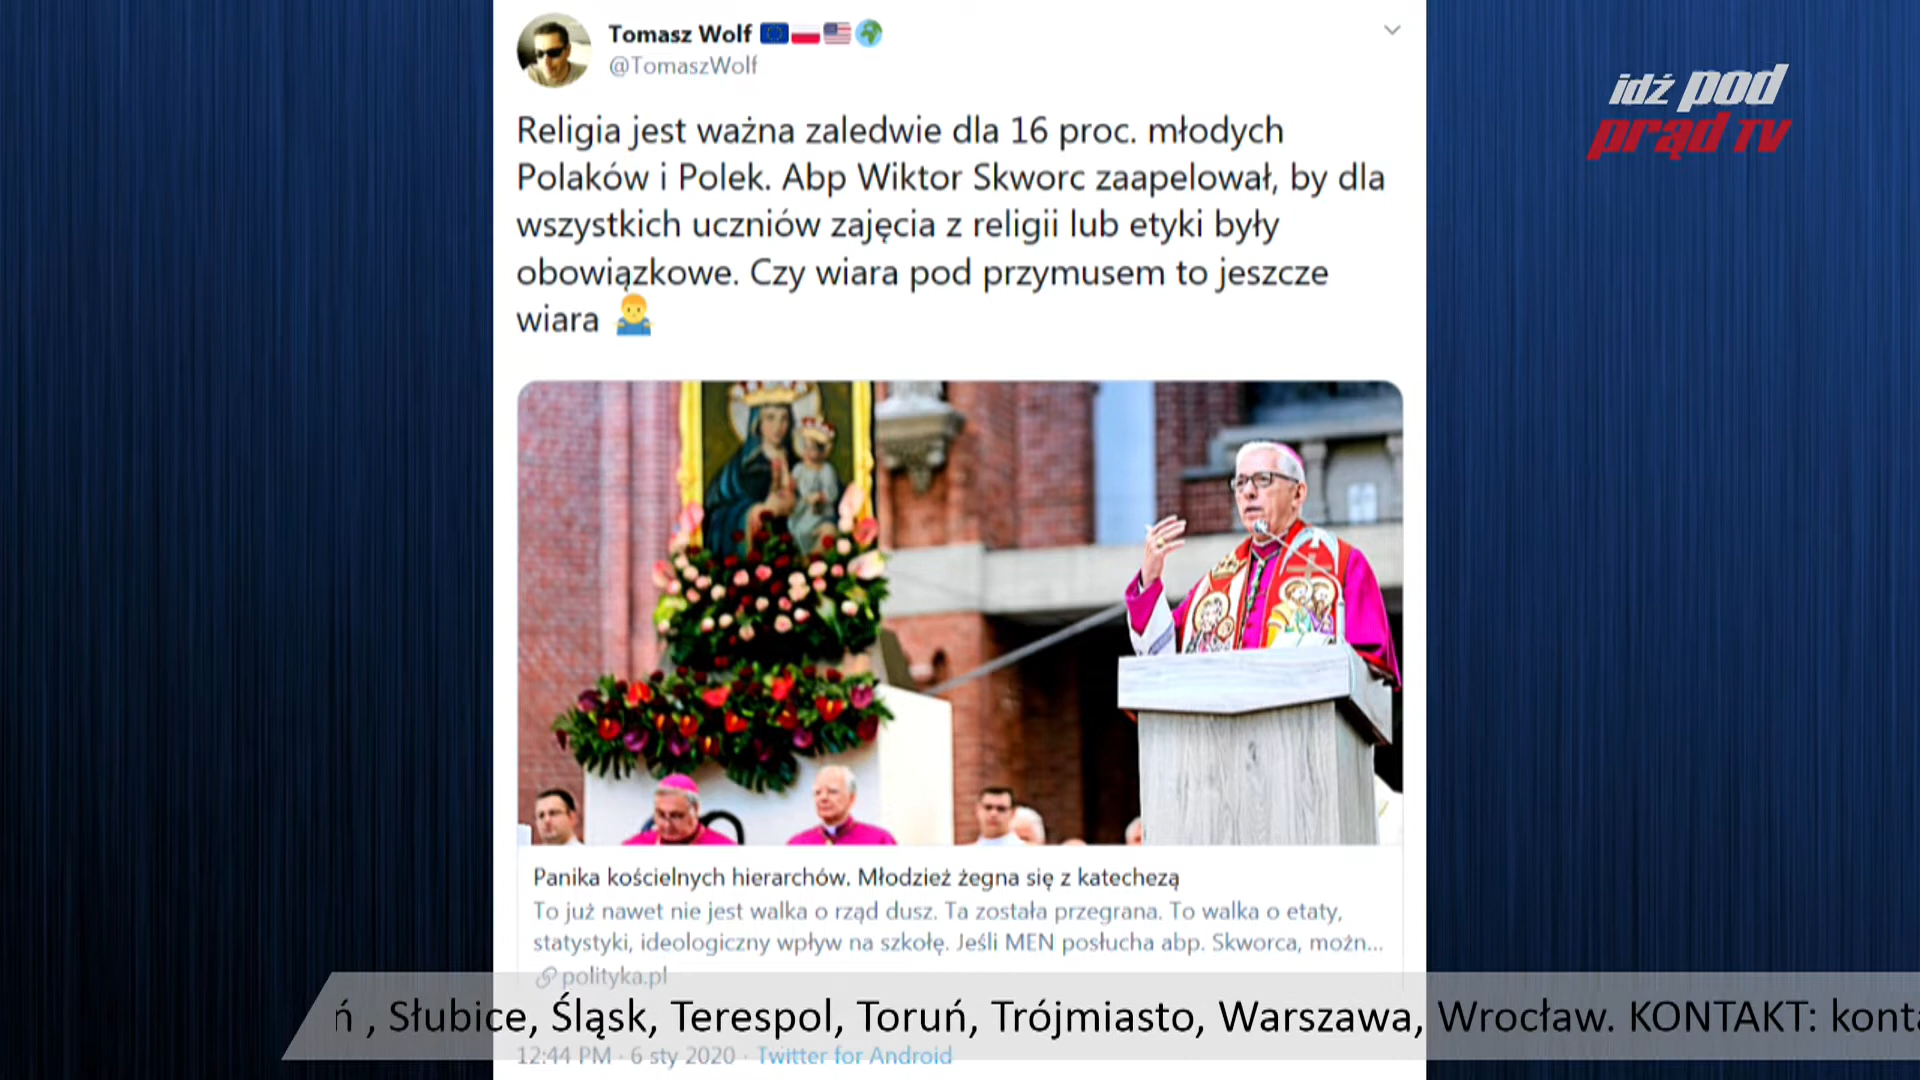 Tomasz Wolf
@TomaszWolf
idź pod
prąd TV
Religia jest ważna zaledwie dla 16 proc. młodych
Polaków i Polek. Abp Wiktor Skworc zaapelował, by dla
wszystkich uczniów zajęcia z religii lub etyki były
obowiązkowe. Czy wiara pod przymusem to jeszcze
wiara
Panika kościelnych hierarchów. Młodzież żegna się z katechezą
To już nawet nie jest walka o rząd dusz. Ta została przegrana. To walka o etaty,
statystyki, ideologiczny wpływ na szkołę. Jeśli MEN posłucha abp. Skworca, możn...
polityka.pl
ń , Słubice, Śląsk, Terespol, Toruń, Trójmiasto, Warszawa, Wrocław. KONTAKT: konta
12:44 PM · 6 sty 2020 · Twitter for Android